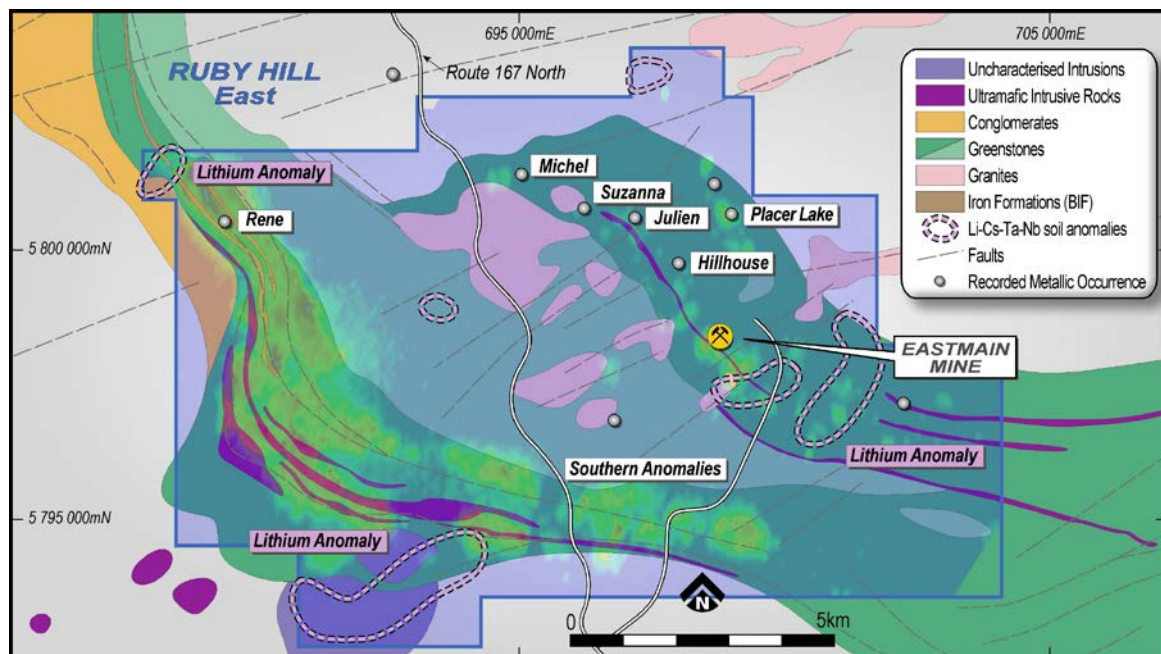 695 000mE
705 000mE
RUBY HILL
East
Route 167 North
Uncharacterised Intrusions
Ultramafic Intrusive Rocks
Conglomerates
Greenstones
Granites
Iron Formations (BIF)
Li-Cs-Ta-Nb soil anomalies
Faults
Recorded Metallic Occurrence
Lithium Anomaly
Michel
Suzanna
Rene
Julien
Placer Lake
5 800 000mN
Hillhouse
EASTMAIN
MINE
Southern Anomalies
Lithium Anomaly
5 795 000mN
Lithium Anomaly
N
0
5km